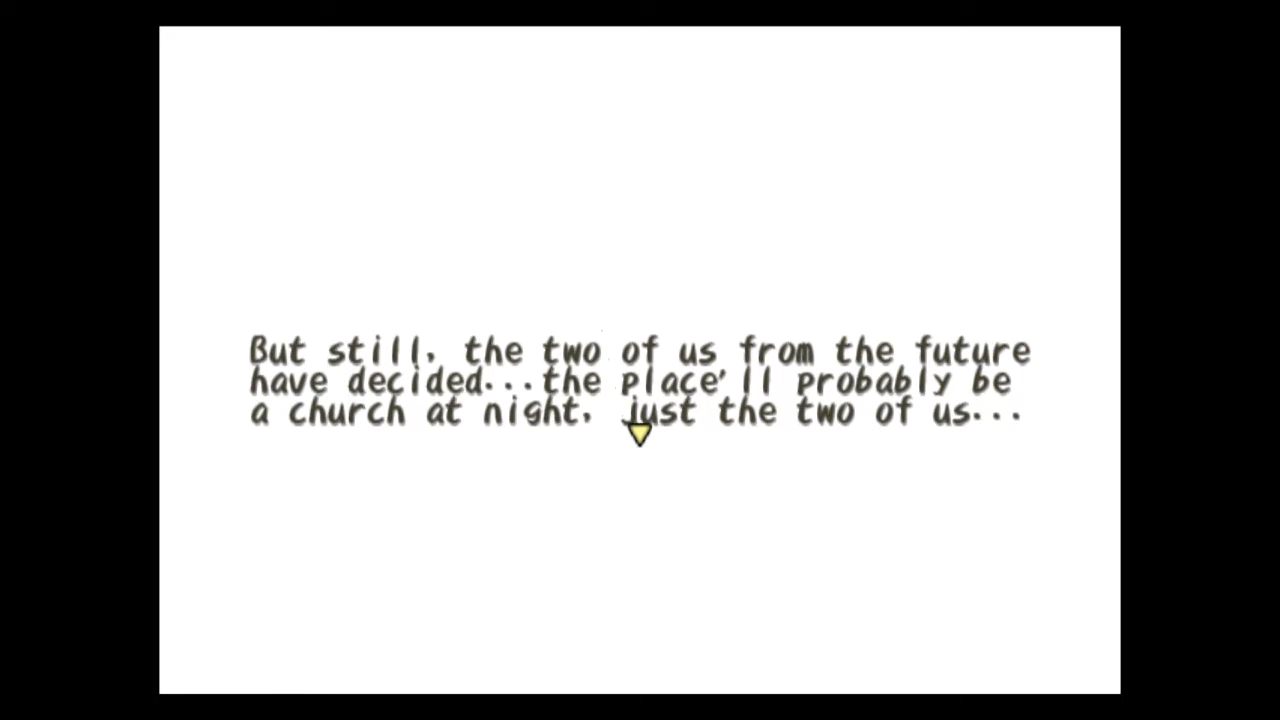 But still, the two of us from the future
have decided...the place'll probably be
a church at night, just the two of us...